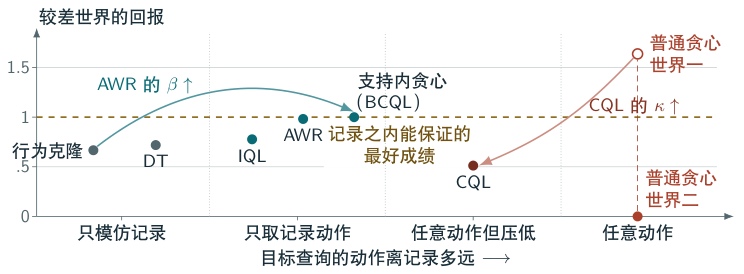 较差世界的回报
普通贪心
世界一
1.5
AWR 的 β↑
支持内贪心
(BCQL)
CQL 的 κ↑
1
AWR
记录之内能保证的
最好成绩
行为克隆
DT
IQL
.5
CQL
普通贪心
世界二
0
只模仿记录
只取记录动作
任意动作但压低
任意动作
目标查询的动作离记录多远 ⟶